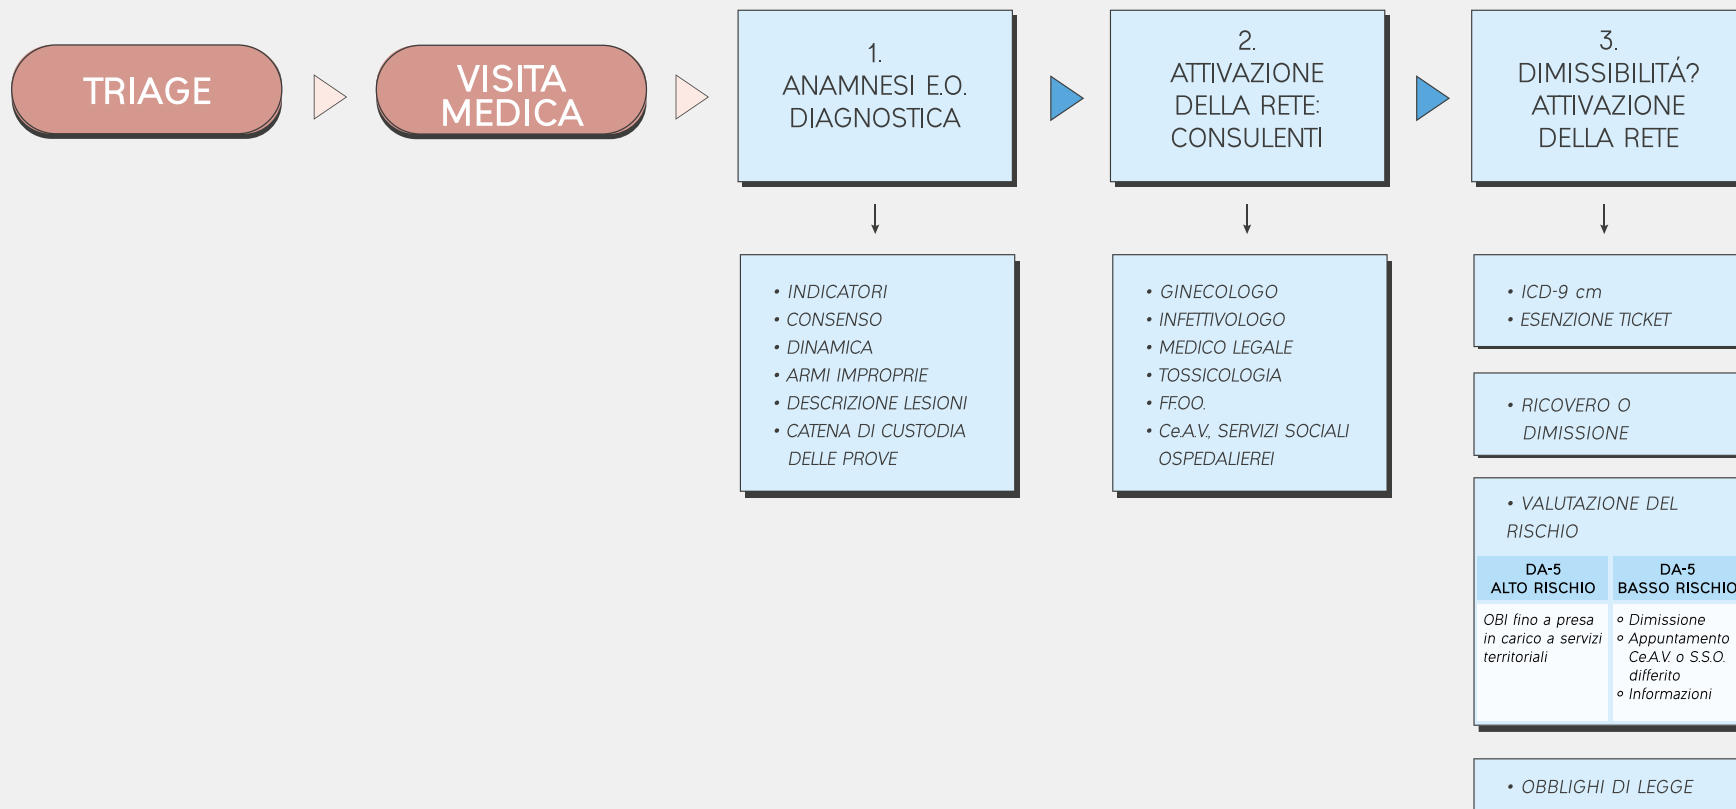 TRIAGE
VISITA
MEDICA
1.
ANAMNESI E.O.
DIAGNOSTICA
2.
ATTIVAZIONE
DELLA RETE:
CONSULENTI
3.
DIMISSIBILITÁ?
ATTIVAZIONE
DELLA RETE
• INDICATORI
• CONSENSO
• DINAMICA
• ARMI IMPROPRIE
• DESCRIZIONE LESIONI
• CATENA DI CUSTODIA
DELLE PROVE
• GINECOLOGO
• INFETTIVOLOGO
• MEDICO LEGALE
• TOSSICOLOGIA
• FF.OO.
• Ce.A.V., SERVIZI SOCIALI
OSPEDALIEREI
• ICD-9 cm
• ESENZIONE TICKET
• RICOVERO O
DIMISSIONE
• VALUTAZIONE DEL
RISCHIO
DA-5
ALTO RISCHIO
OBI fino a presa
in carico a servizi
territoriali
DA-5
BASSO RISCHIO
° Dimissione
° Appuntamento
Ce.A.V. o S.S.O.
differito
° Informazioni
• OBBLIGHI DI LEGGE